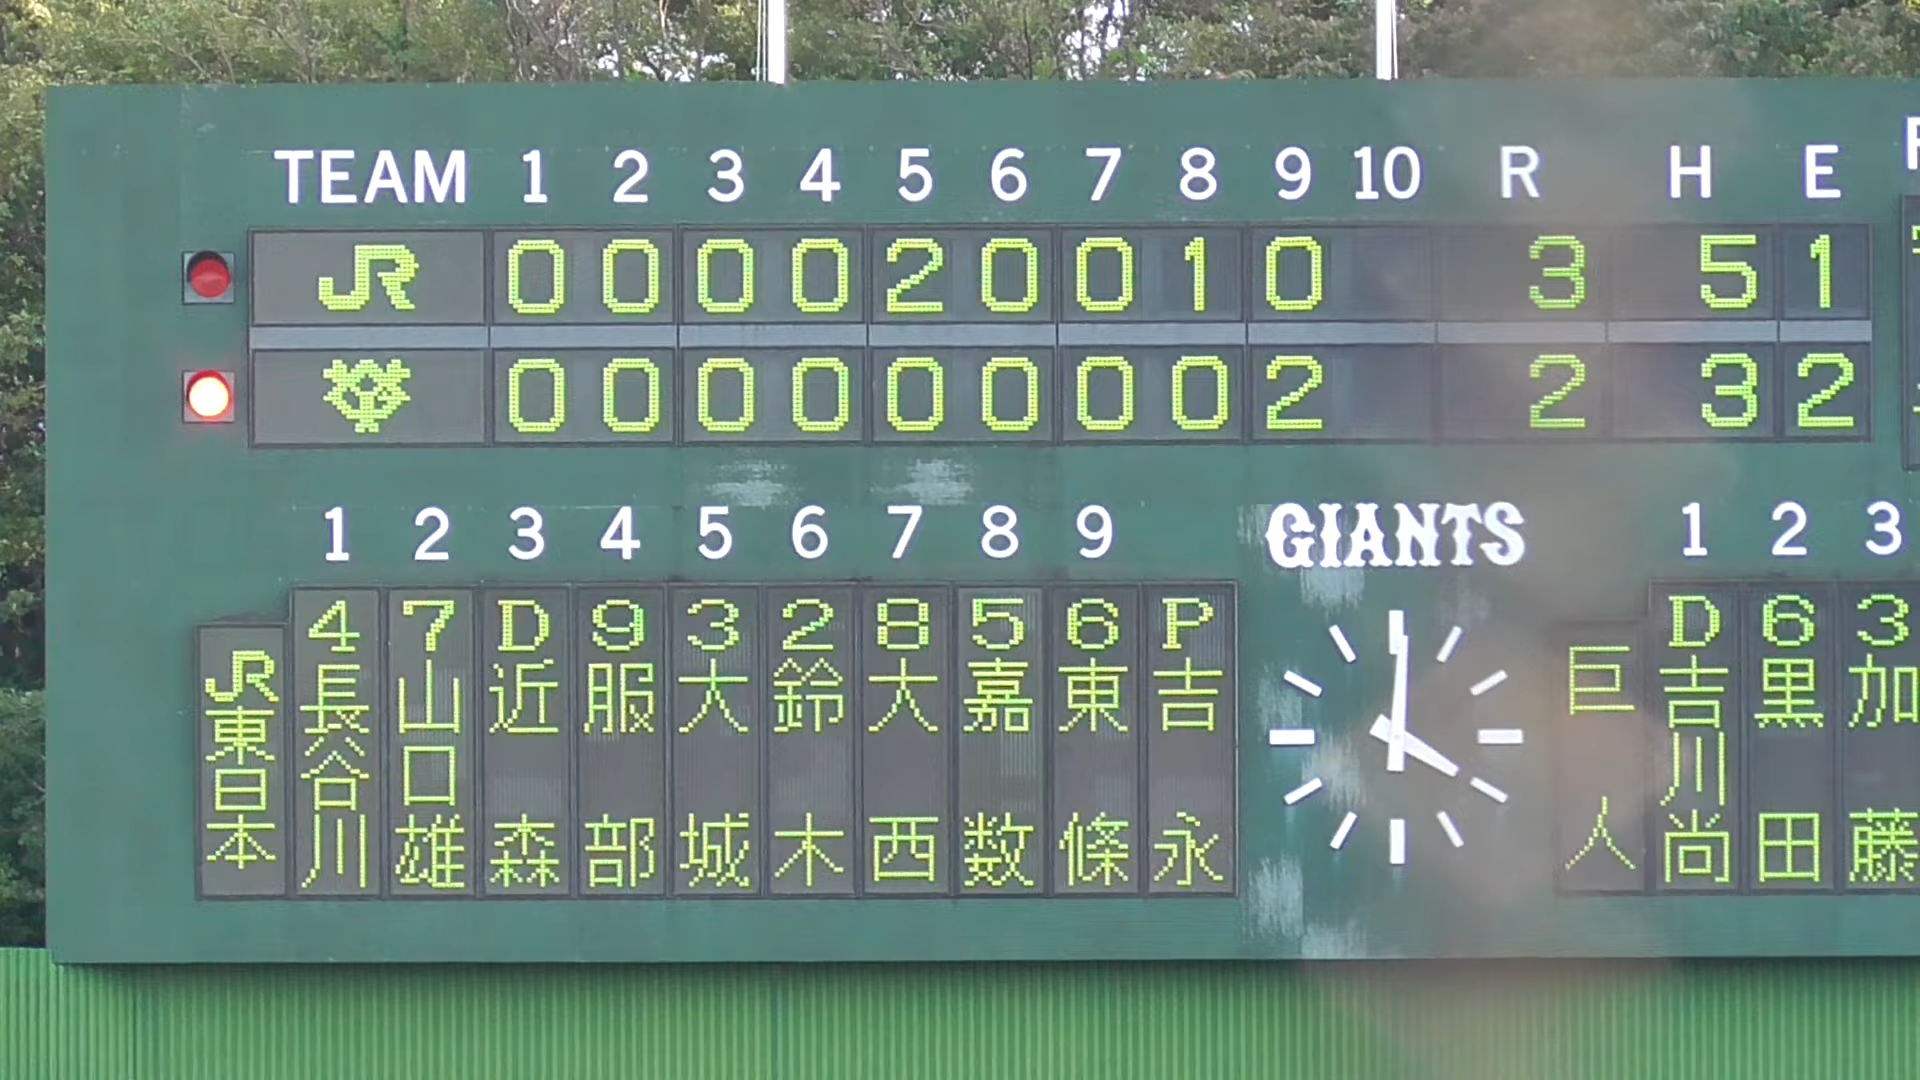 TEAM 1 2 3 4 5 6 7 8 9 10 R H E
JR 0 0 0 0 2 0 0 1 0 3 5 1
0 0 0 0 0 0 0 0 2 2 3 2
1 2 3 4 5 6 7 8 9
GIANTS
1 2 3
JR東日本
4 長谷川
7 山口雄
D 近森
9 服部
3 大城
2 鈴木
8 大西
5 嘉数
6 東條
P 吉永
巨人
D 吉川尚
6 黒田
3 加藤